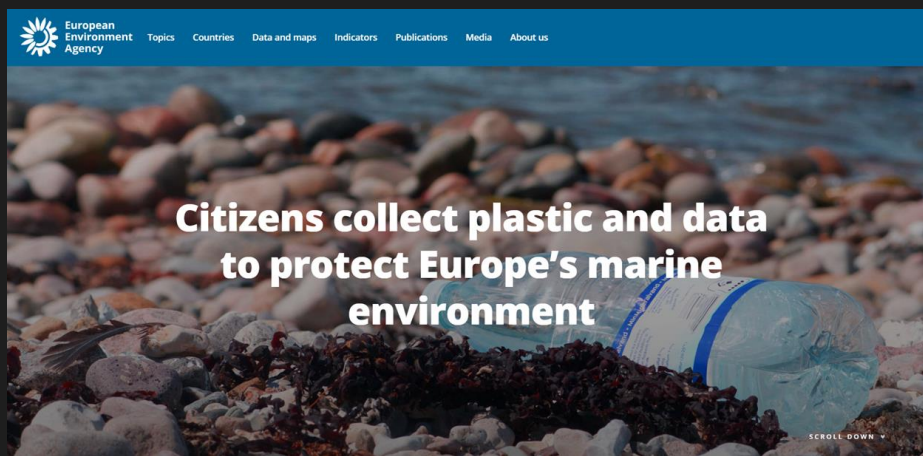 European
Environment
Agency
Topics Countries Data and maps Indicators Publications Media About us
Citizens collect plastic and data
to protect Europe’s marine
environment
SCROLL DOWN